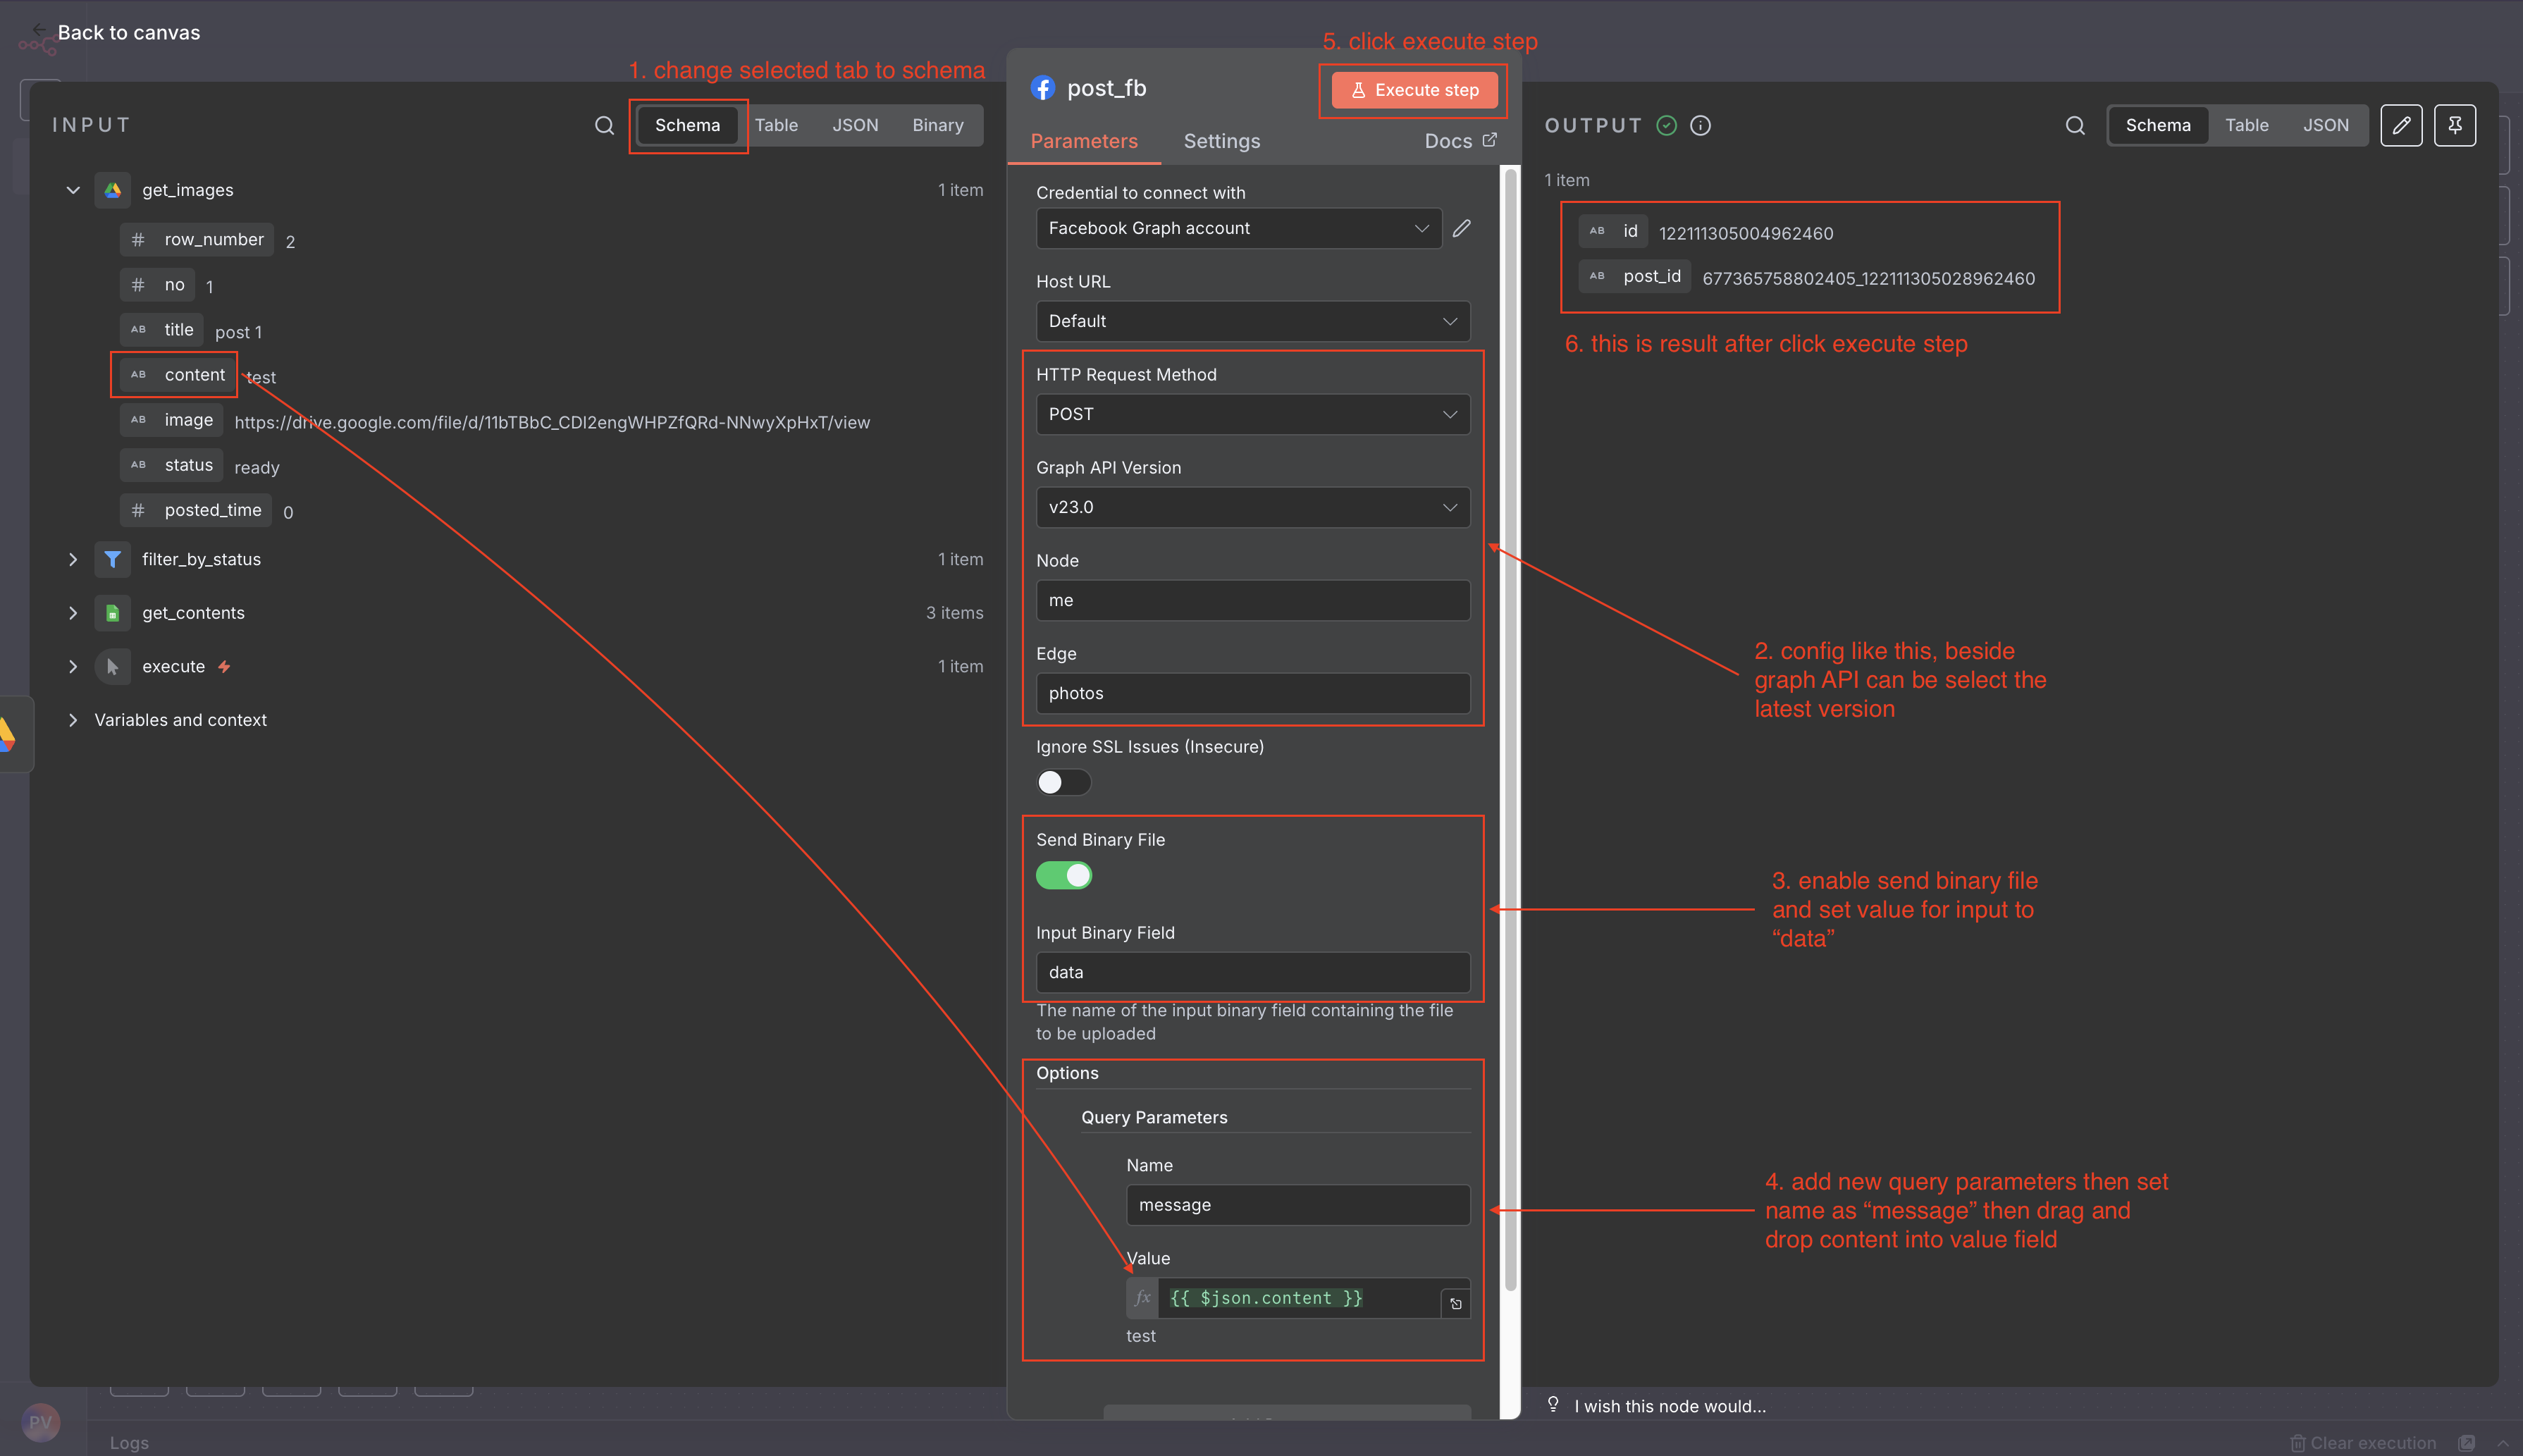 Back to canvas
5. click execute step
1. change selected tab to schema
INPUT
Schema
Table
JSON
Binary
get_images
1 item
# row_number 2
# no 1
AB title post 1
AB content test
AB image https://drive.google.com/file/d/11bTBbC_CDI2engWHPZfQRd-NNwyXpHxT/view
AB status ready
# posted_time 0
filter_by_status
1 item
get_contents
3 items
execute
1 item
Variables and context
post_fb
Execute step
Parameters
Settings
Docs
Credential to connect with
Facebook Graph account
Host URL
Default
HTTP Request Method
POST
Graph API Version
v23.0
Node
me
Edge
photos
Ignore SSL Issues (Insecure)
Send Binary File
Input Binary Field
data
The name of the input binary field containing the file
to be uploaded
Options
Query Parameters
Name
message
Value
fx {{ $json.content }}
test
OUTPUT
Schema
Table
JSON
1 item
AB id 122111305004962460
AB post_id 677365758802405_122111305028962460
6. this is result after click execute step
2. config like this, beside
graph API can be select the
latest version
3. enable send binary file
and set value for input to
“data”
4. add new query parameters then set
name as “message” then drag and
drop content into value field
I wish this node would...
PV
Logs
Clear execution